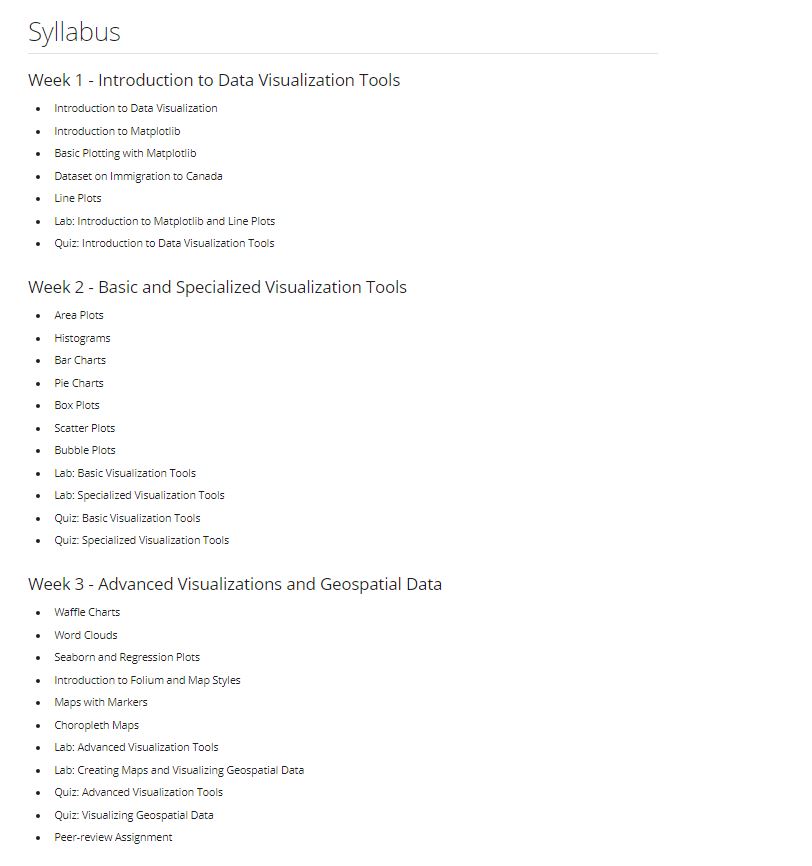 Syllabus
Week 1 - Introduction to Data Visualization Tools
Introduction to Data Visualization
Introduction to Matplotlib
Basic Plotting with Matplotlib
Dataset on Immigration to Canada
Line Plots
Lab: Introduction to Matplotlib and Line Plots
Quiz: Introduction to Data Visualization Tools
Week 2 - Basic and Specialized Visualization Tools
Area Plots
Histograms
Bar Charts
Pie Charts
Box Plots
Scatter Plots
Bubble Plots
Lab: Basic Visualization Tools
Lab: Specialized Visualization Tools
Quiz: Basic Visualization Tools
Quiz: Specialized Visualization Tools
Week 3 - Advanced Visualizations and Geospatial Data
Waffle Charts
Word Clouds
Seaborn and Regression Plots
Introduction to Folium and Map Styles
Maps with Markers
Choropleth Maps
Lab: Advanced Visualization Tools
Lab: Creating Maps and Visualizing Geospatial Data
Quiz: Advanced Visualization Tools
Quiz: Visualizing Geospatial Data
Peer-review Assignment